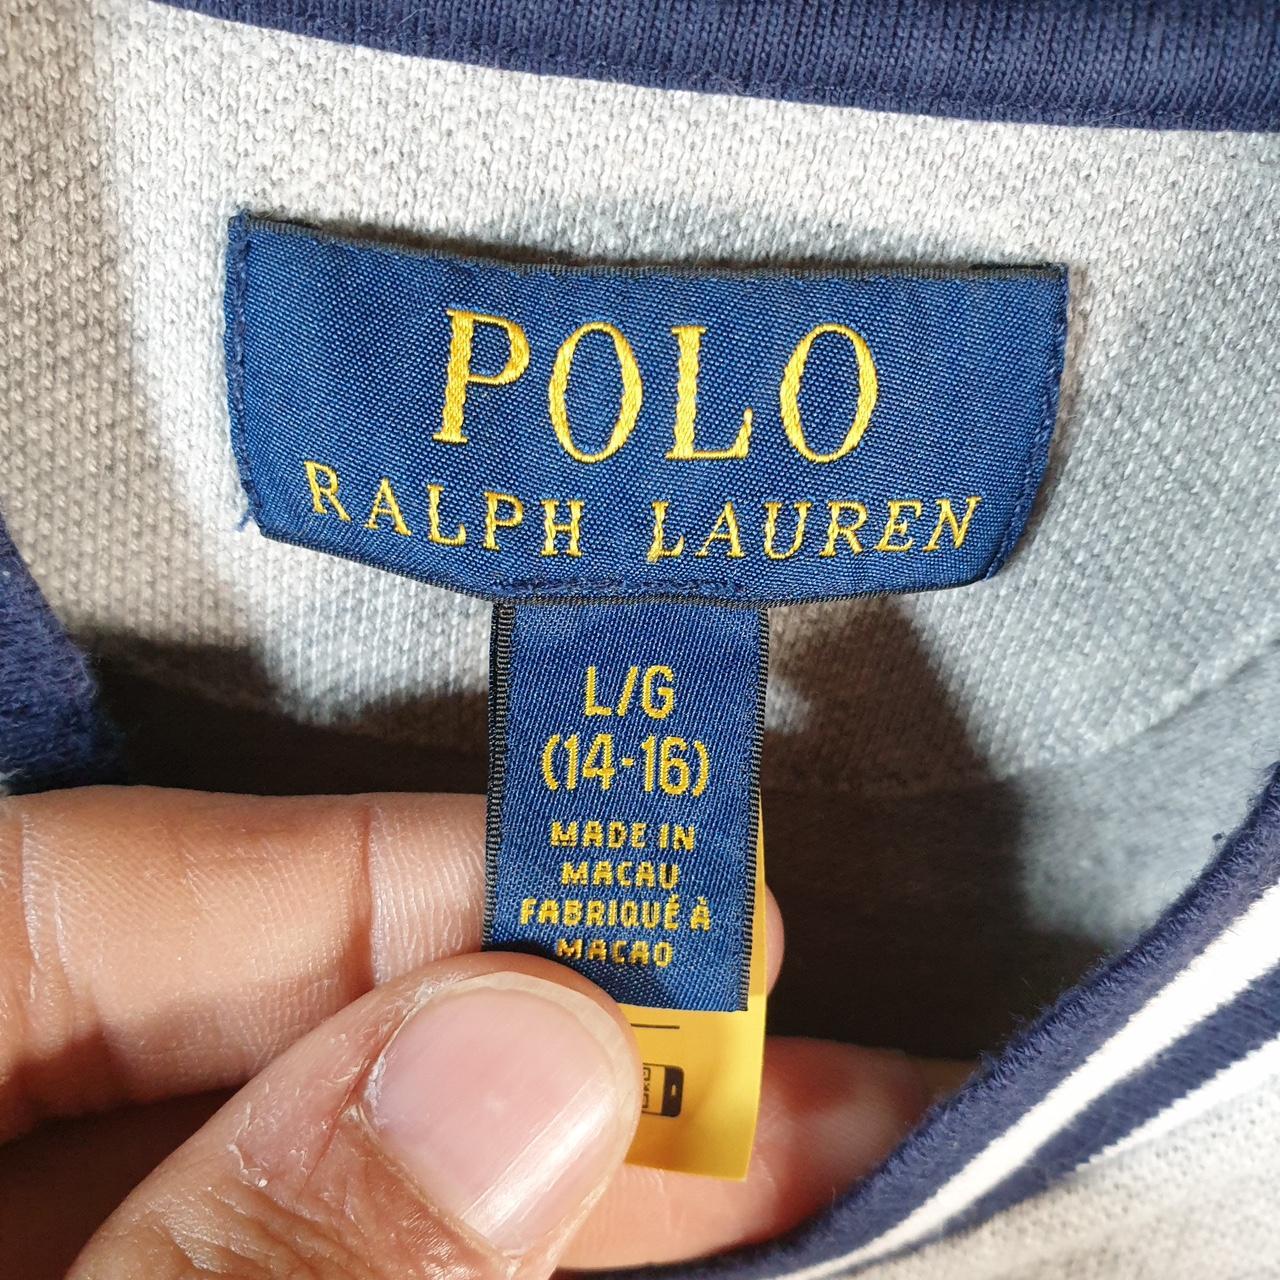 POLO
RALPH LAUREN
L/G
(14-16)
MADE IN
MACAU
FABRIQUÉ À
MACAO